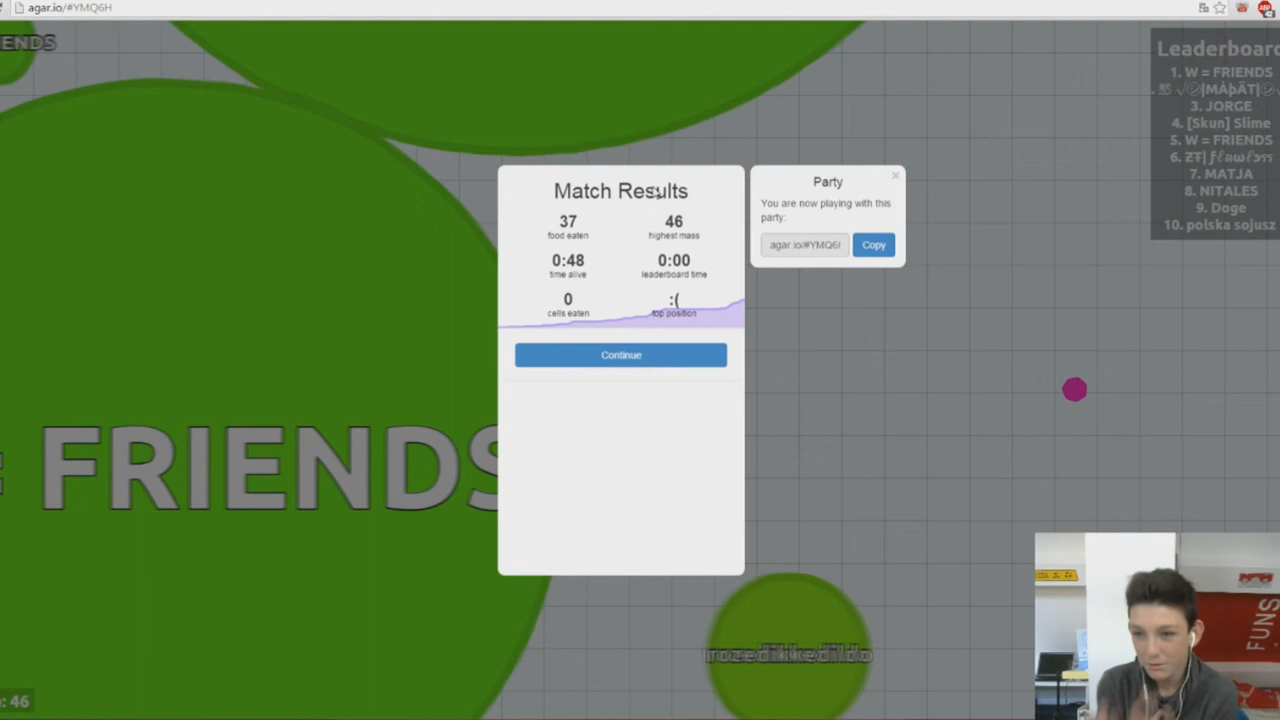 agar.io/#YMQ6H
ABP
ENDS
Leaderboard
1. W = FRIENDS
3. JORGE
4. [Skun] Slime
5. W = FRIENDS
7. MATJA
8. NITALES
9. Doge
10. polska sojusz
Match Results
37
food eaten
46
highest mass
0:48
time alive
0:00
leaderboard time
0
cells eaten
:(
top position
Continue
Party
×
You are now playing with this
party:
agar.io/#YMQ6I
Copy
= FRIENDS
: 46
FUNS